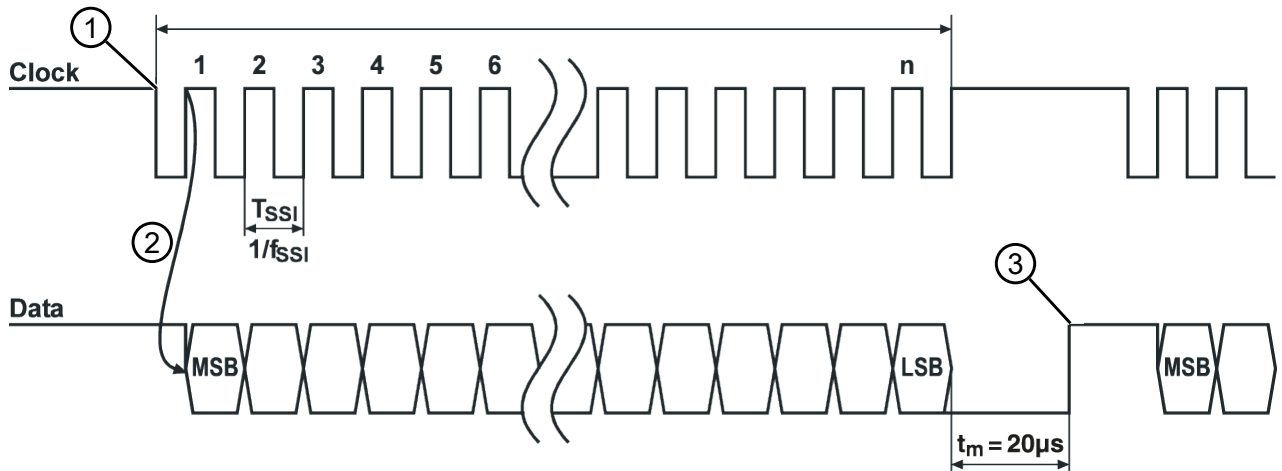 1
1 2 3 4 5 6 n
Clock
TSSI
1/fSSI
2
3
Data
MSB LSB MSB
tm = 20µs